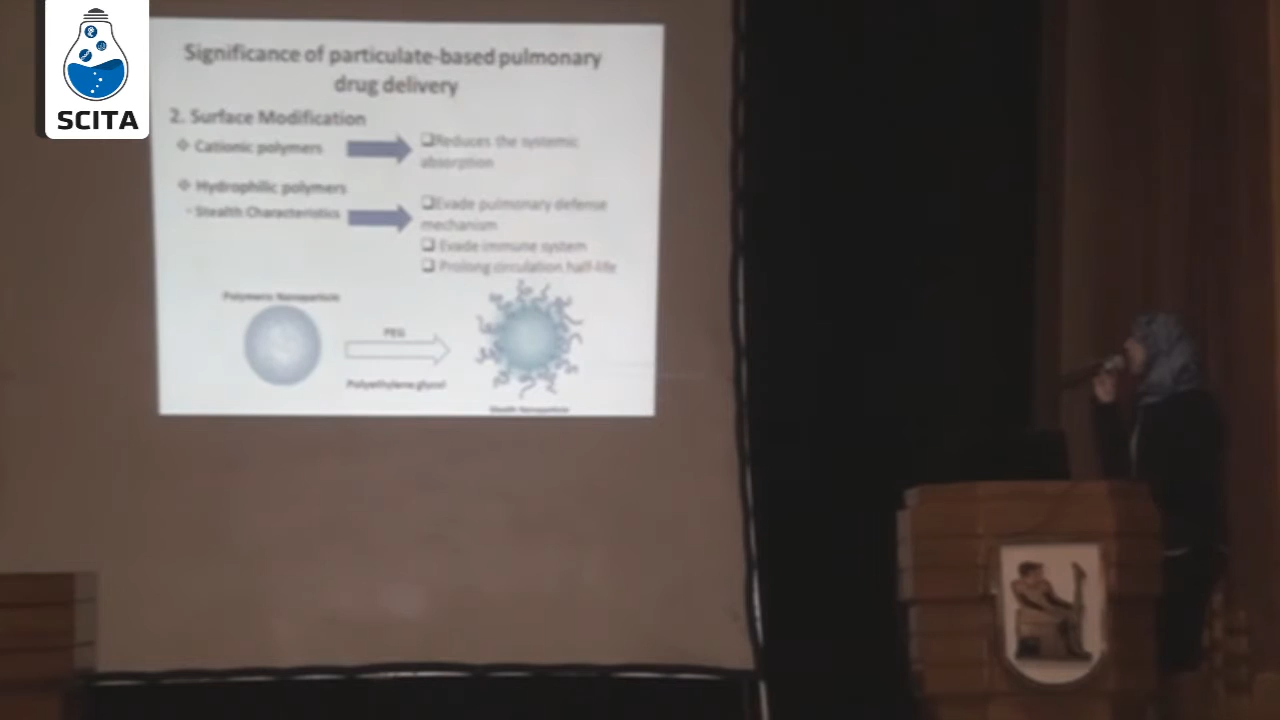 SCITA
Significance of particulate-based pulmonary
drug delivery
2. Surface Modification
❖ Cationic polymers
❑Reduces the systemic
absorption
❖ Hydrophilic polymers
- Stealth Characteristics
❑Evade pulmonary defense
mechanism
❑ Evade immune system
❑ Prolong circulation half-life
Polymeric Nanoparticle
PEG
Polyethylene glycol
Stealth Nanoparticle